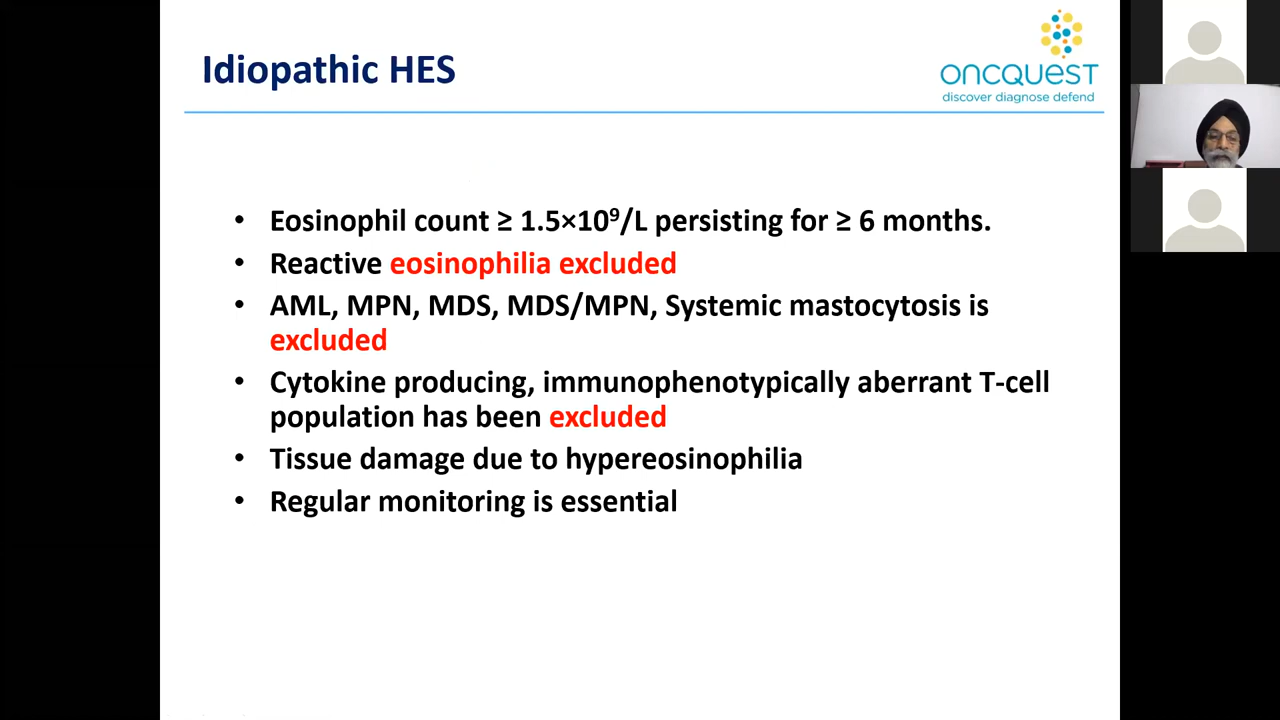 Idiopathic HES
oncquest
discover diagnose defend
• Eosinophil count ≥ 1.5×10⁹/L persisting for ≥ 6 months.
• Reactive eosinophilia excluded
• AML, MPN, MDS, MDS/MPN, Systemic mastocytosis is
excluded
• Cytokine producing, immunophenotypically aberrant T-cell
population has been excluded
• Tissue damage due to hypereosinophilia
• Regular monitoring is essential